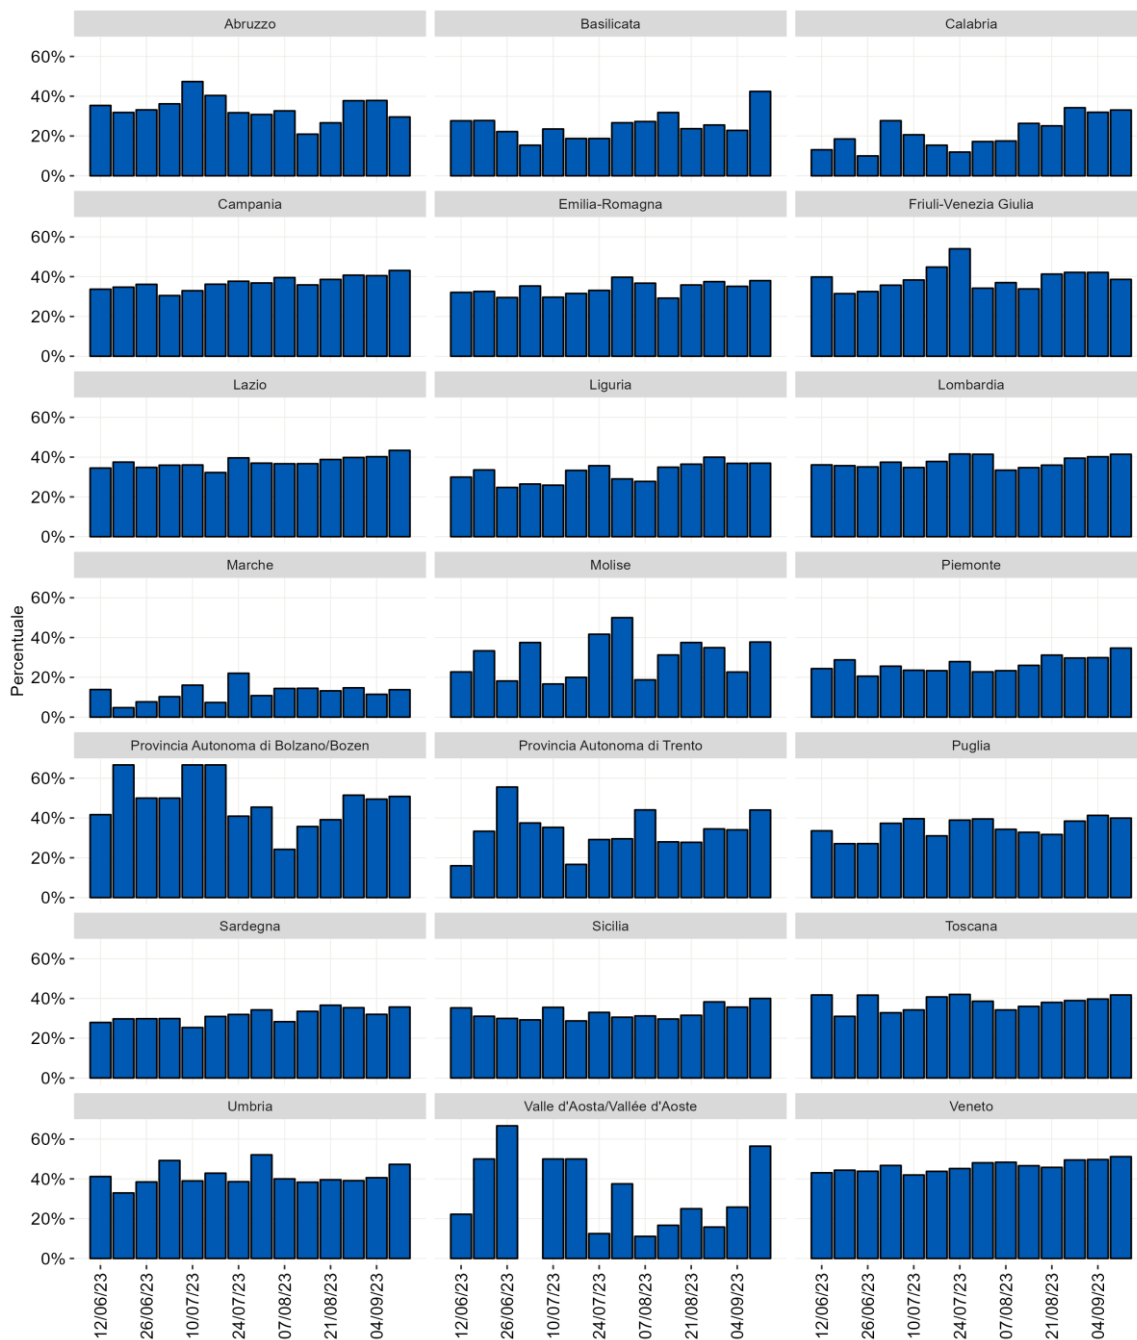 Abruzzo
Basilicata
Calabria
60%
40%
20%
0%
Campania
Emilia-Romagna
Friuli-Venezia Giulia
60%
40%
20%
0%
Lazio
Liguria
Lombardia
60%
40%
20%
0%
Marche
Molise
Piemonte
Percentuale
60%
40%
20%
0%
Provincia Autonoma di Bolzano/Bozen
Provincia Autonoma di Trento
Puglia
60%
40%
20%
0%
Sardegna
Sicilia
Toscana
60%
40%
20%
0%
Umbria
Valle d'Aosta/Vallée d'Aoste
Veneto
60%
40%
20%
0%
12/06/23
26/06/23
10/07/23
24/07/23
07/08/23
21/08/23
04/09/23
12/06/23
26/06/23
10/07/23
24/07/23
07/08/23
21/08/23
04/09/23
12/06/23
26/06/23
10/07/23
24/07/23
07/08/23
21/08/23
04/09/23